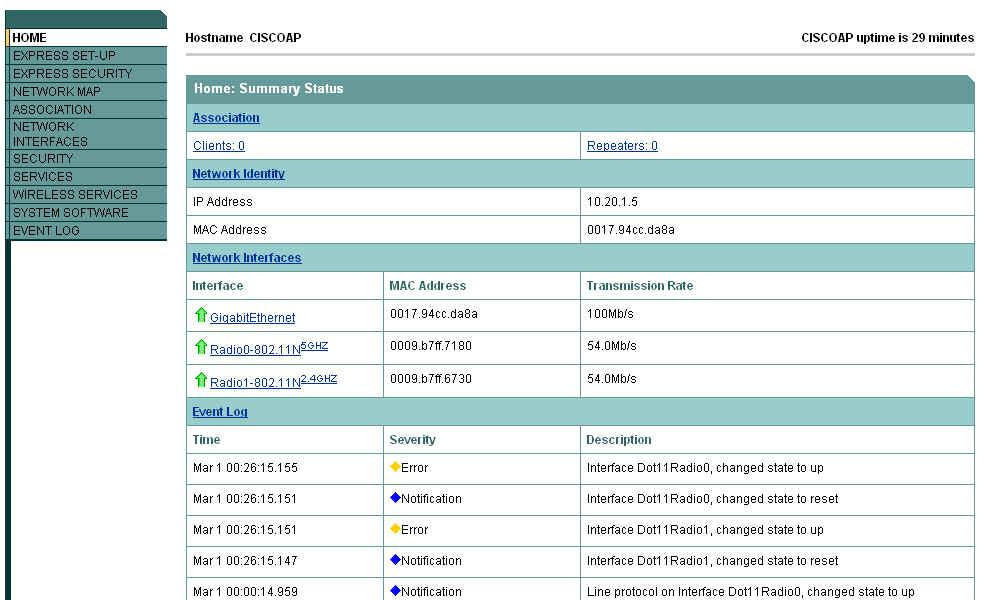 HOME
EXPRESS SET-UP
EXPRESS SECURITY
NETWORK MAP
ASSOCIATION
NETWORK
INTERFACES
SECURITY
SERVICES
WIRELESS SERVICES
SYSTEM SOFTWARE
EVENT LOG
Hostname CISCOAP CISCOAP uptime is 29 minutes
Home: Summary Status
Association
Clients: 0 Repeaters: 0
Network Identity
IP Address 10.20.1.5
MAC Address 0017.94cc.da8a
Network Interfaces
Interface MAC Address Transmission Rate
GigabitEthernet 0017.94cc.da8a 100Mb/s
Radio0-802.11N5GHZ 0009.b7ff.7180 54.0Mb/s
Radio1-802.11N2.4GHZ 0009.b7ff.6730 54.0Mb/s
Event Log
Time Severity Description
Mar 1 00:26:15.155 Error Interface Dot11Radio0, changed state to up
Mar 1 00:26:15.151 Notification Interface Dot11Radio0, changed state to reset
Mar 1 00:26:15.151 Error Interface Dot11Radio1, changed state to up
Mar 1 00:26:15.147 Notification Interface Dot11Radio1, changed state to reset
Mar 1 00:00:14.959 Notification Line protocol on Interface Dot11Radio0, changed state to up